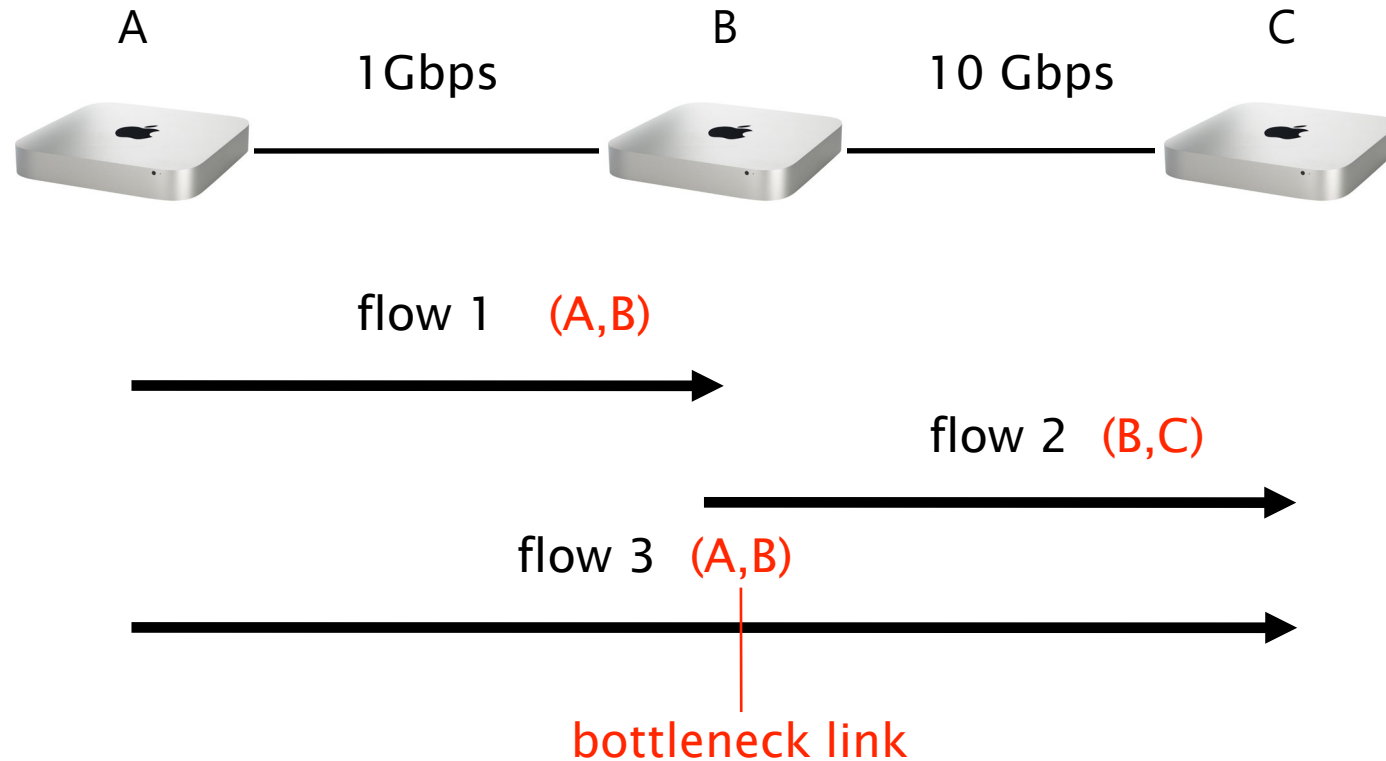 A B C
1Gbps 10 Gbps
flow 1 (A,B)
flow 2 (B,C)
flow 3 (A,B)
bottleneck link